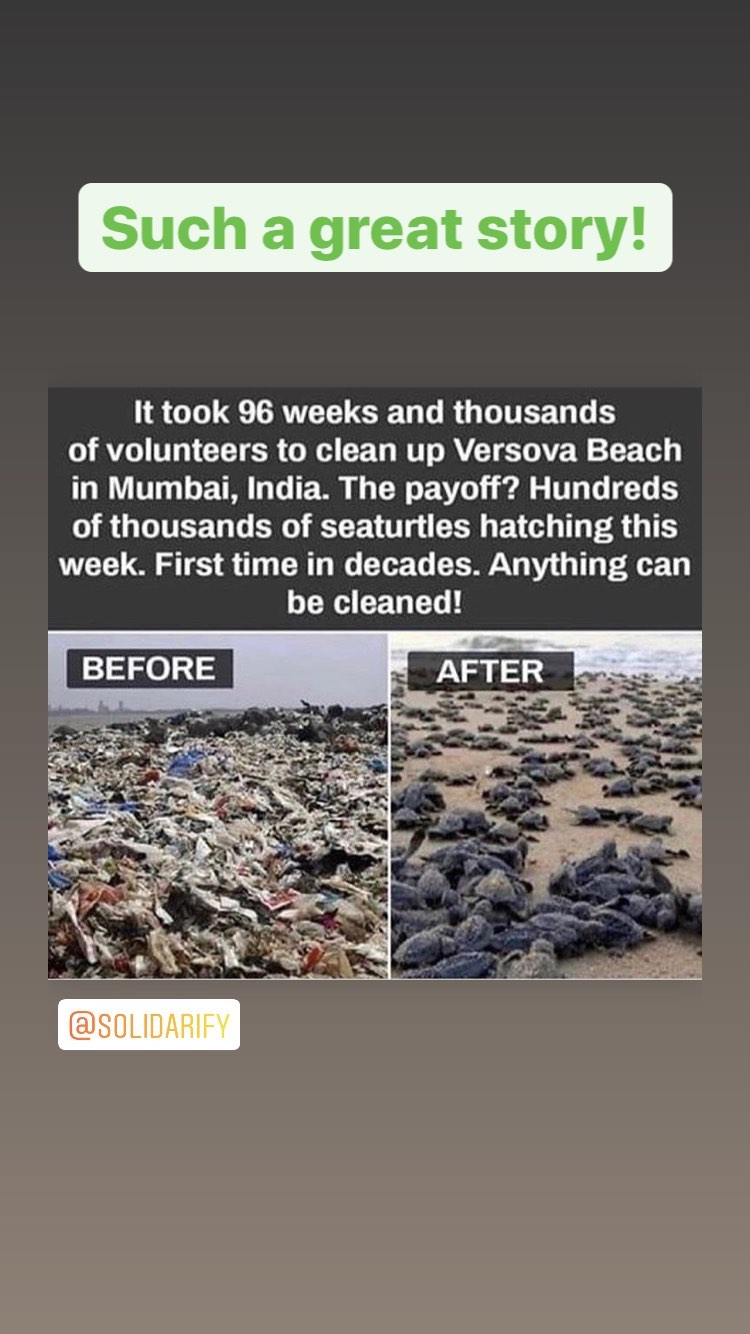 Such a great story!
It took 96 weeks and thousands
of volunteers to clean up Versova Beach
in Mumbai, India. The payoff? Hundreds
of thousands of seaturtles hatching this
week. First time in decades. Anything can
be cleaned!
BEFORE
AFTER
@SOLIDARIFY